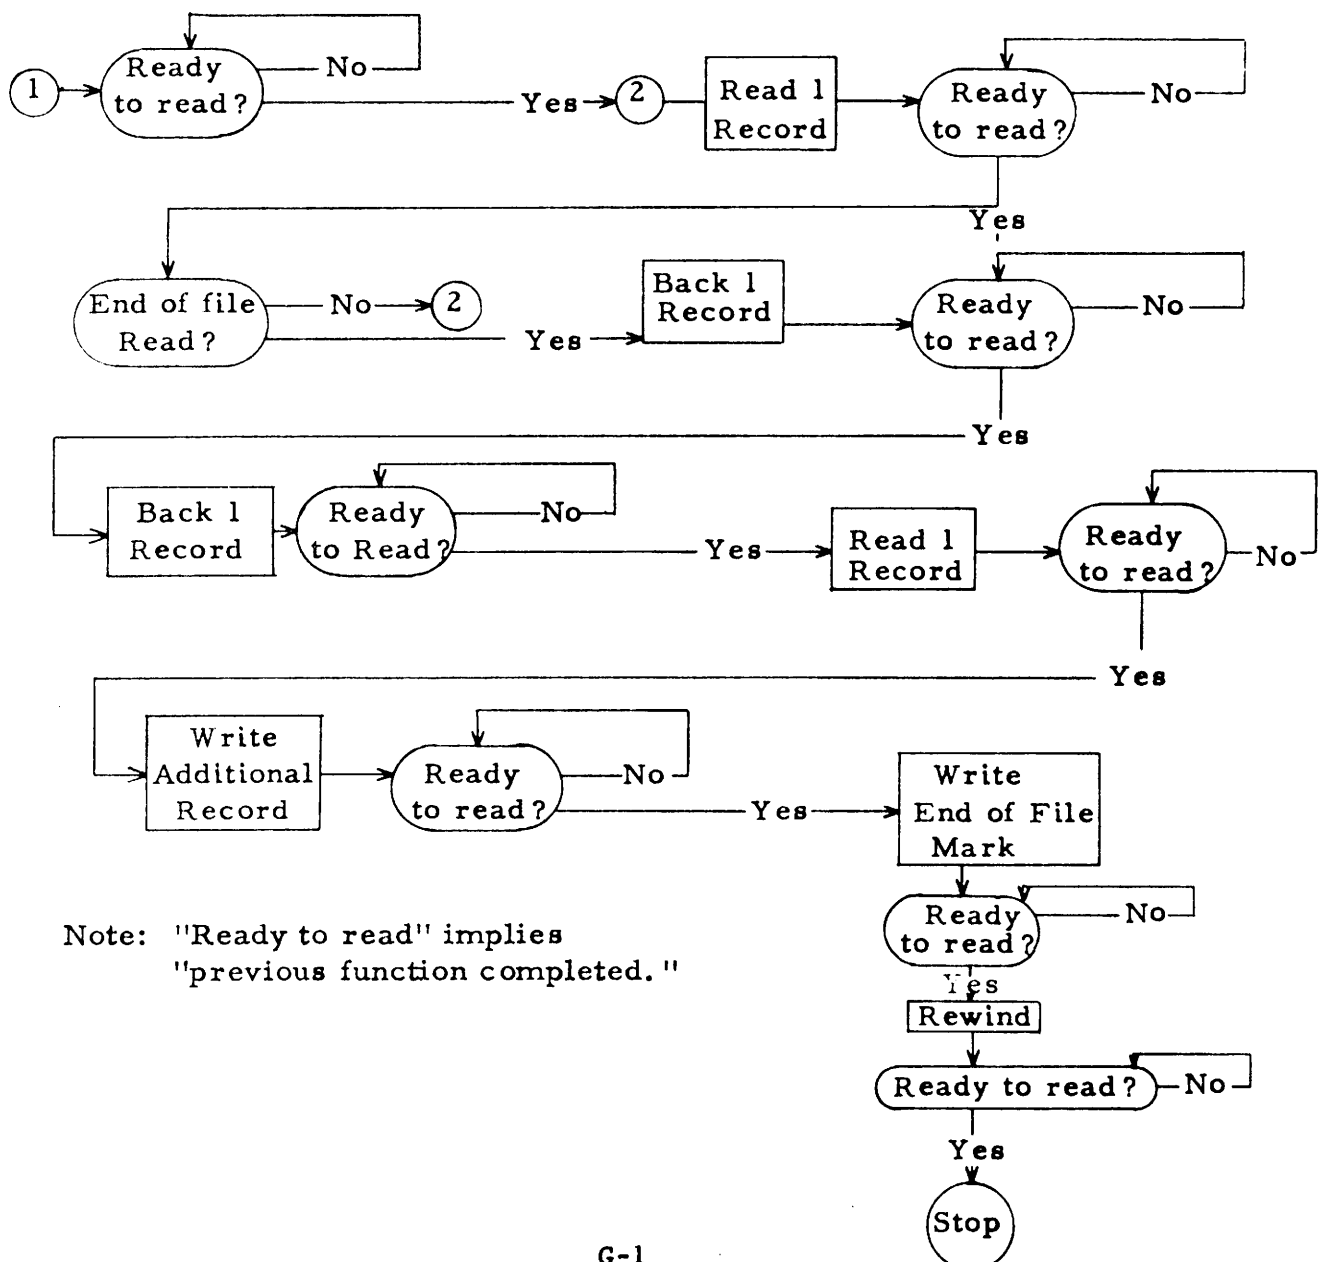 Ready
to read?
No
1
Yes
2
Read 1
Record
Ready
to read?
No
Yes
End of file
Read?
No
2
Yes
Back 1
Record
Ready
to read?
No
Yes
Back 1
Record
Ready
to Read?
No
Yes
Read 1
Record
Ready
to read?
No
Yes
Write
Additional
Record
Ready
to read?
No
Yes
Write
End of File
Mark
Ready
to read?
No
Yes
Rewind
Ready to read?
No
Yes
Stop
Note: "Ready to read" implies
"previous function completed."
G-1